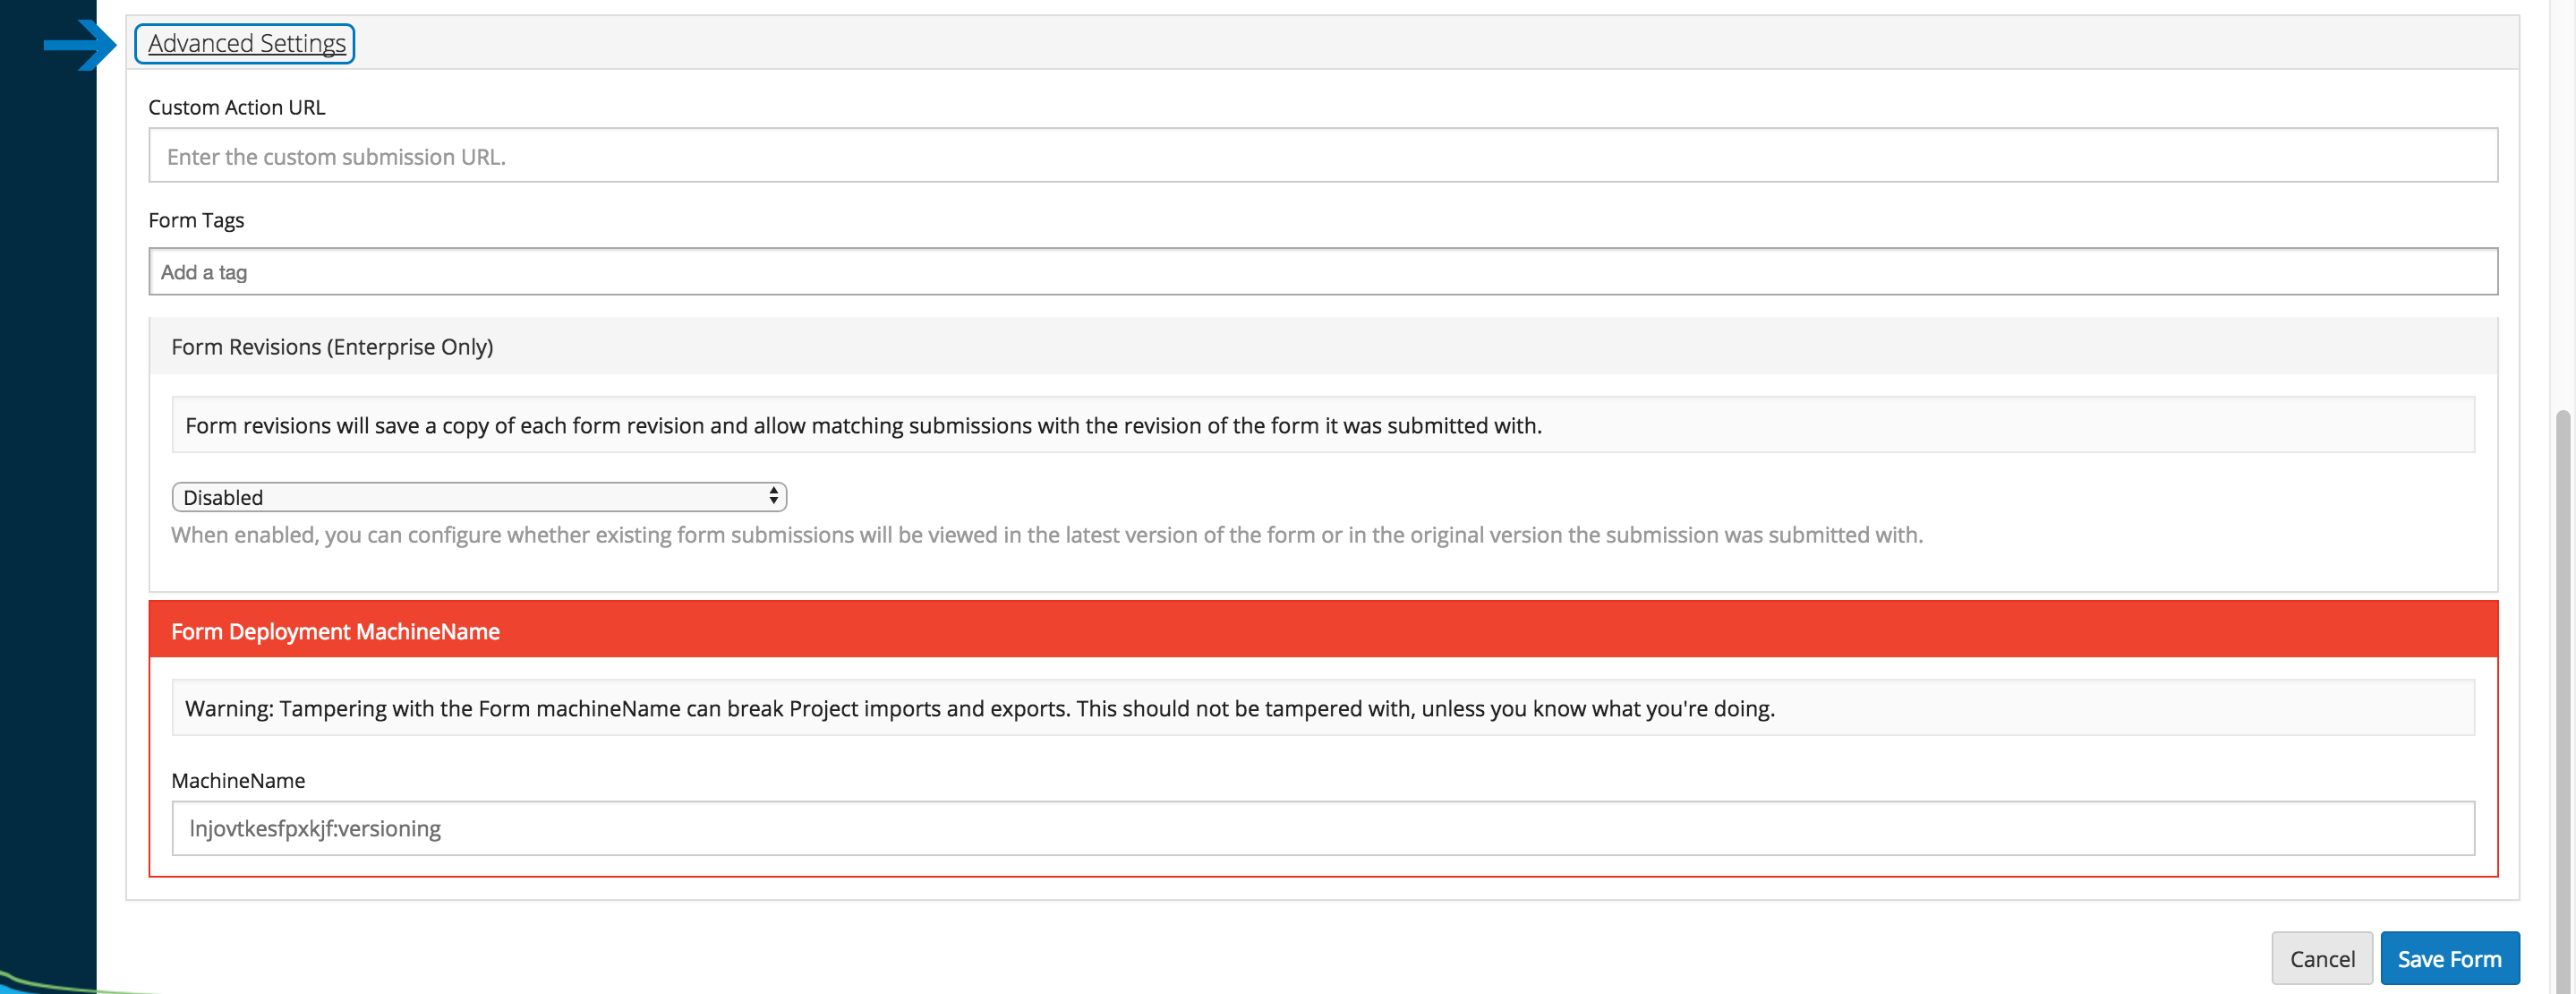 Advanced Settings
Custom Action URL
Enter the custom submission URL.
Form Tags
Add a tag
Form Revisions (Enterprise Only)
Form revisions will save a copy of each form revision and allow matching submissions with the revision of the form it was submitted with.
Disabled
When enabled, you can configure whether existing form submissions will be viewed in the latest version of the form or in the original version the submission was submitted with.
Form Deployment MachineName
Warning: Tampering with the Form machineName can break Project imports and exports. This should not be tampered with, unless you know what you're doing.
MachineName
lnjovtkesfpxkjf:versioning
Cancel Save Form